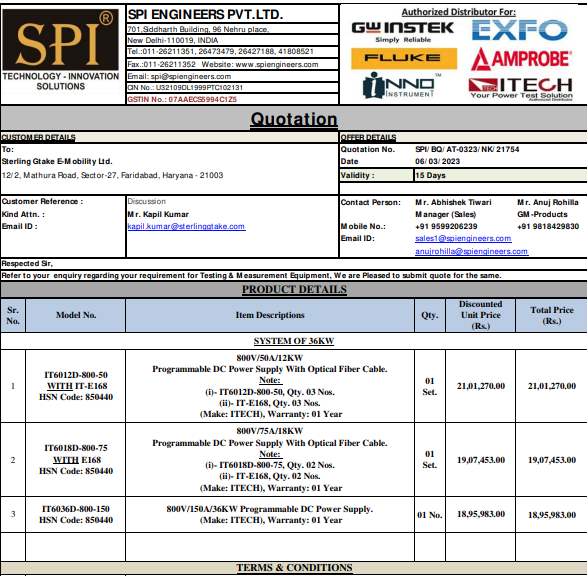 SPI
TECHNOLOGY - INNOVATION
SOLUTIONS
SPI ENGINEERS PVT.LTD.
701,Siddharth Building, 96 Nehru place,
New Delhi-110019, INDIA
Tel.:011-26211351, 26473479, 26427188, 41808521
Fax.:011-26211352 Website: www.spiengineers.com
Email: spi@spiengineers.com
CIN No.: U32109DL1999PTC102131
GSTIN No.: 07AAECS5994C1Z5
Authorized Distributor For:
GW INSTEK
Simply Reliable
EXFO
FLUKE
AMPROBE
INNO
INSTRUMENT
ITECH
Your Power Test Solution
Authorized Distributor
Quotation
CUSTOMER DETAILS
To:
Sterling Gtake E-Mobility Ltd.
12/2, Mathura Road, Sector-27, Faridabad, Haryana - 21003
OFFER DETAILS
Quotation No. SPI/ BQ/ AT-0323/ NK/ 21754
Date 06/ 03/ 2023
Validity : 15 Days
Customer Reference : Discussion
Kind Attn. : Mr. Kapil Kumar
Email ID : kapil.kumar@sterlinggtake.com
Contact Person: Mr. Abhishek Tiwari Mr. Anuj Rohilla
Manager (Sales) GM -Products
Mobile No.: +91 9599206239 +91 9818429830
Email ID: sales1@spiengineers.com
anujrohilla@spiengineers.com
Respected Sir,
Refer to your enquiry regarding your requirement for Testing & Measurement Equipment, We are Pleased to submit quote for the same.
PRODUCT DETAILS
Sr. No. Model No. Item Descriptions Qty. Discounted Unit Price (Rs.) Total Price (Rs.)
SYSTEM OF 36KW
1
IT6012D-800-50
WITH IT-E168
HSN Code: 850440
800V/50A/12KW
Programmable DC Power Supply With Optical Fiber Cable.
Note:
(i)- IT6012D-800-50, Qty. 03 Nos.
(ii)- IT-E168, Qty. 03 Nos.
(Make: ITECH), Warranty: 01 Year
01 Set.
21,01,270.00
21,01,270.00
2
IT6018D-800-75
WITH E168
HSN Code: 850440
800V/75A/18KW
Programmable DC Power Supply With Optical Fiber Cable.
Note:
(i)- IT6018D-800-75, Qty. 02 Nos.
(ii)- IT-E168, Qty. 02 Nos.
(Make: ITECH), Warranty: 01 Year
01 Set.
19,07,453.00
19,07,453.00
3
IT6036D-800-150
HSN Code: 850440
800V/150A/36KW Programmable DC Power Supply.
(Make: ITECH), Warranty: 01 Year
01 No.
18,95,983.00
18,95,983.00
TERMS & CONDITIONS